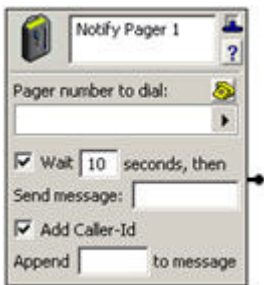 Notify Pager 1
?
Pager number to dial:
Wait 10 seconds, then
Send message:
Add Caller-Id
Append to message